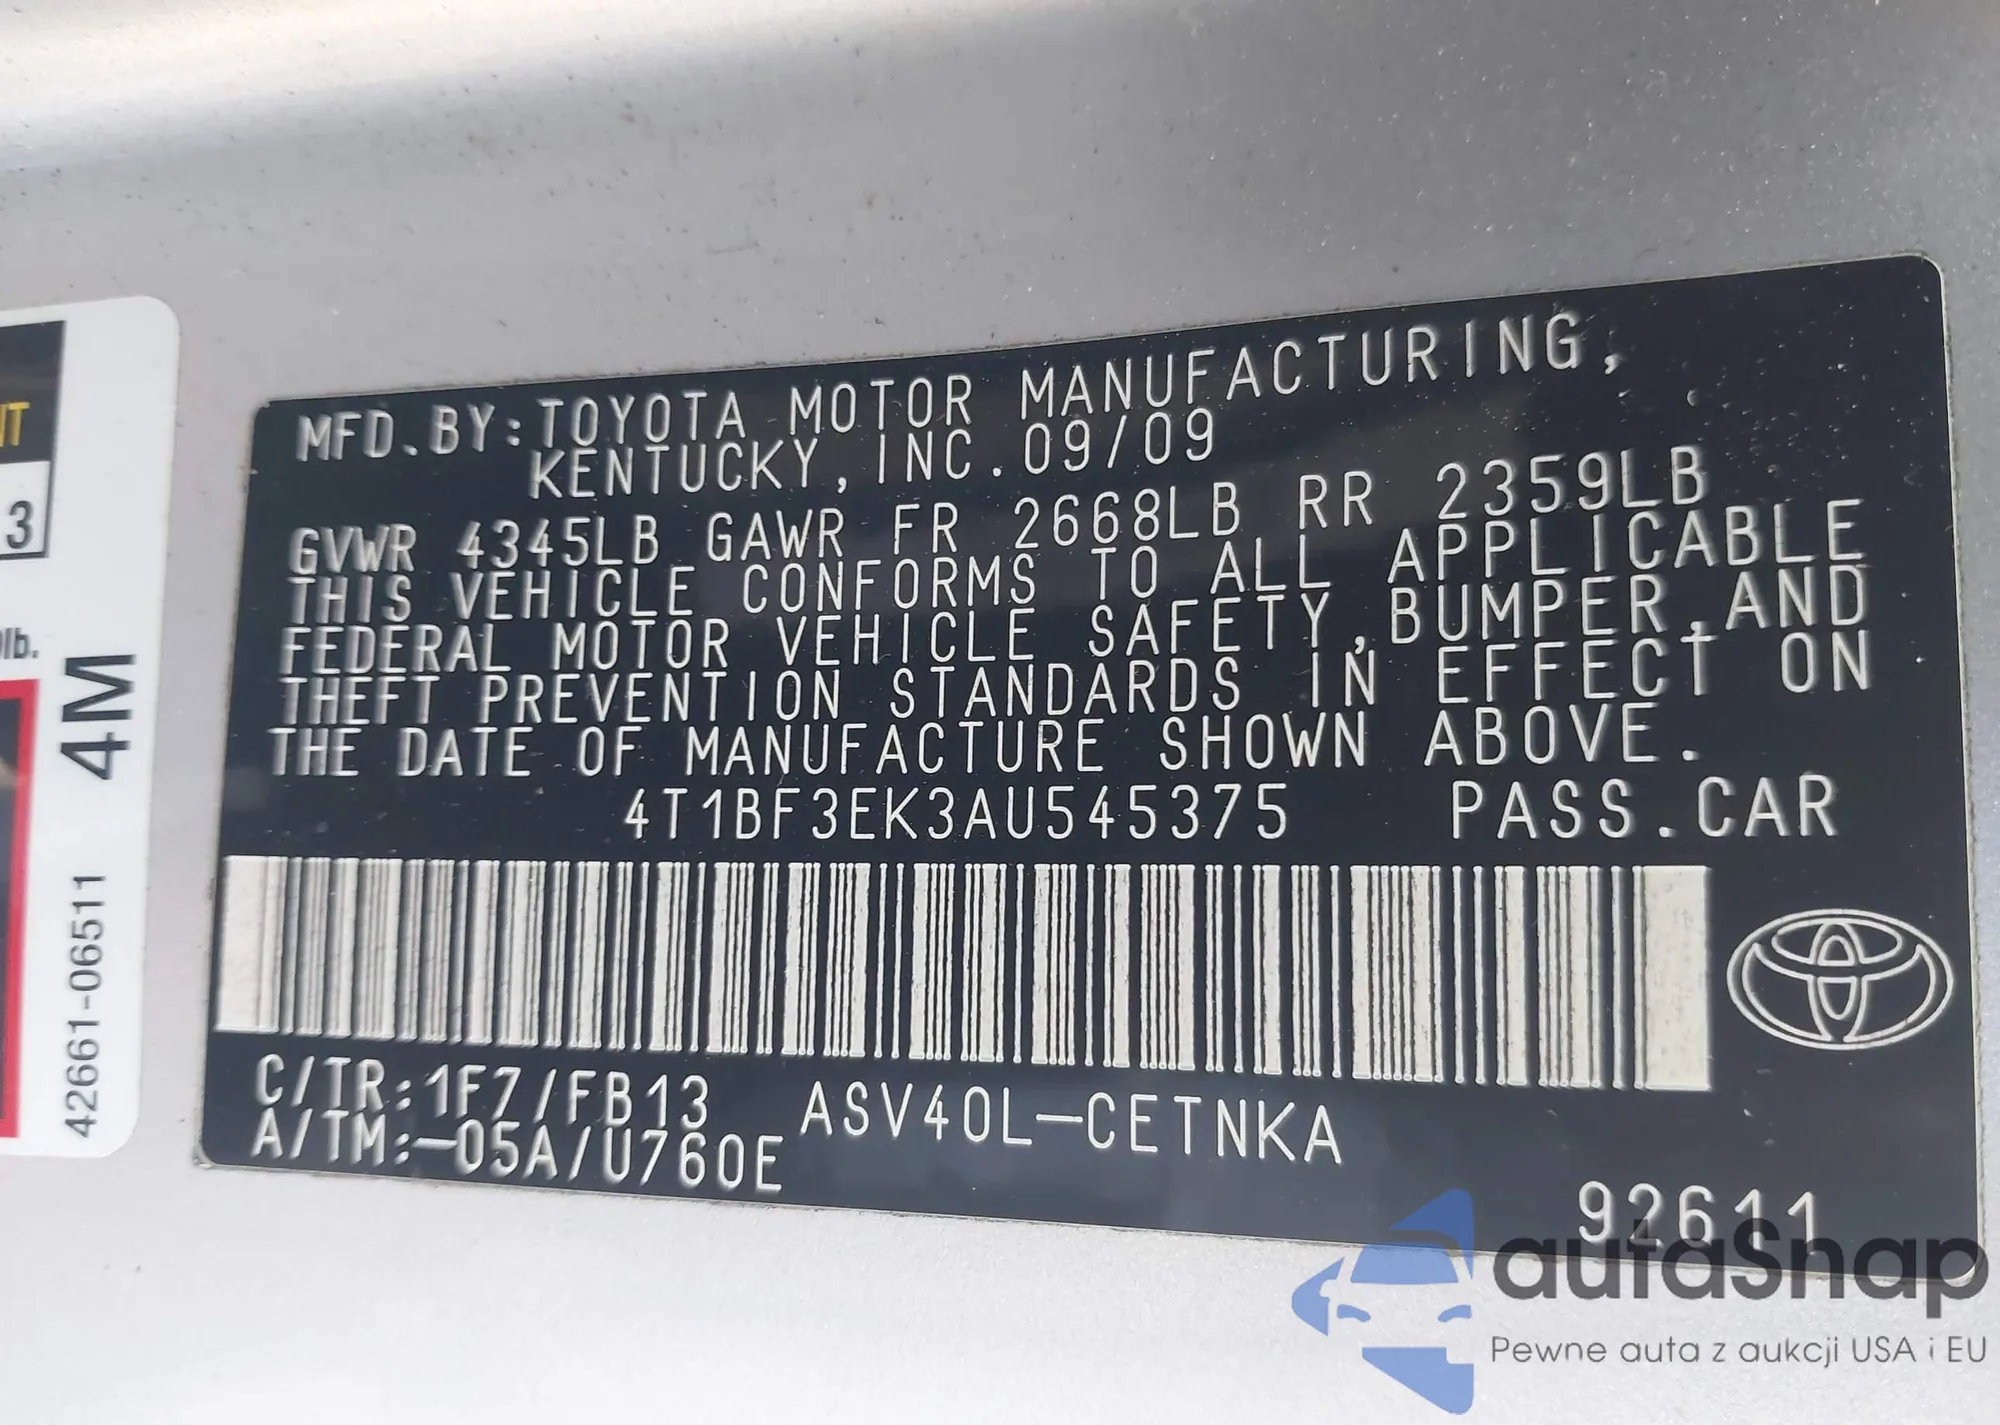 MFD.BY:TOYOTA MOTOR MANUFACTURING,
KENTUCKY, INC. 09/09
GVWR 4345LB GAWR FR 2668LB RR 2359LB
THIS VEHICLE CONFORMS TO ALL APPLICABLE
FEDERAL MOTOR VEHICLE SAFETY,BUMPER,AND
THEFT PREVENTION STANDARDS IN EFFECT ON
THE DATE OF MANUFACTURE SHOWN ABOVE.
4T1BF3EK3AU545375 PASS.CAR
C/TR:1F7/FB13 ASV40L-CETNKA
A/TM:-05A/U760E
92611
3
lb.
4M
42661-06511
autaSnap
Pewne auta z aukcji USA i EU